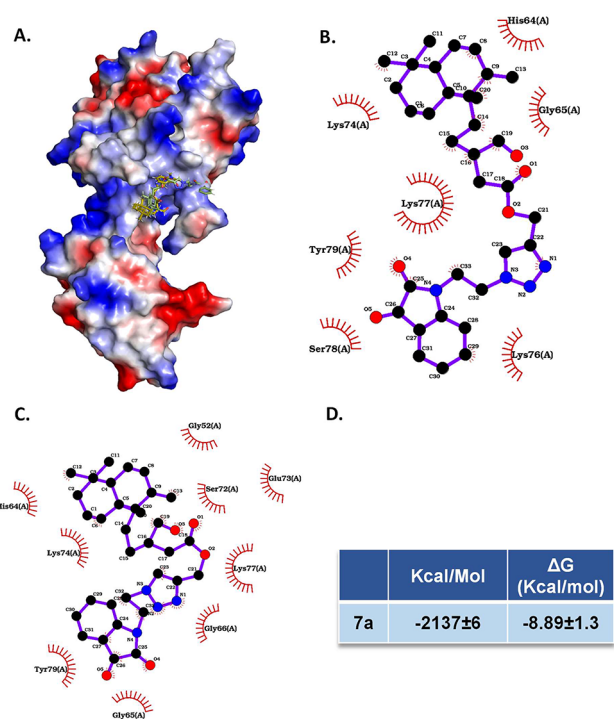 A.
B.
His64(A)
C11
C7
C12
C8
C3
C4
C9
C13
C2
C5
C10
C20
Gly65(A)
Lys74(A)
C14
C15
C19
C16
O3
O1
C17
C18
Lys77(A)
O2
C21
C23
C22
Tyr79(A)
O4
C33
N1
C25
N4
N3
C32
N2
O5
C26
C24
C28
C27
Ser78(A)
C31
C29
Lys76(A)
C30
C.
D.
Gly52(A)
C11
C12
C7
C8
Glu73(A)
C3
C4
Ser72(A)
C2
C9
C13
His64(A)
C5
C20
C1
C19
O1
C6
C14
O3
C16
C18
Lys74(A)
C15
C17
O2
Lys77(A)
C23
C21
C32
N3
C22
C29
N1
C30
C24
Gly66(A)
N4
C31
C27
C25
Tyr79(A)
C26
O4
O5
Gly65(A)
Kcal/Mol
ΔG
(Kcal/mol)
7a
-2137±6
-8.89±1.3